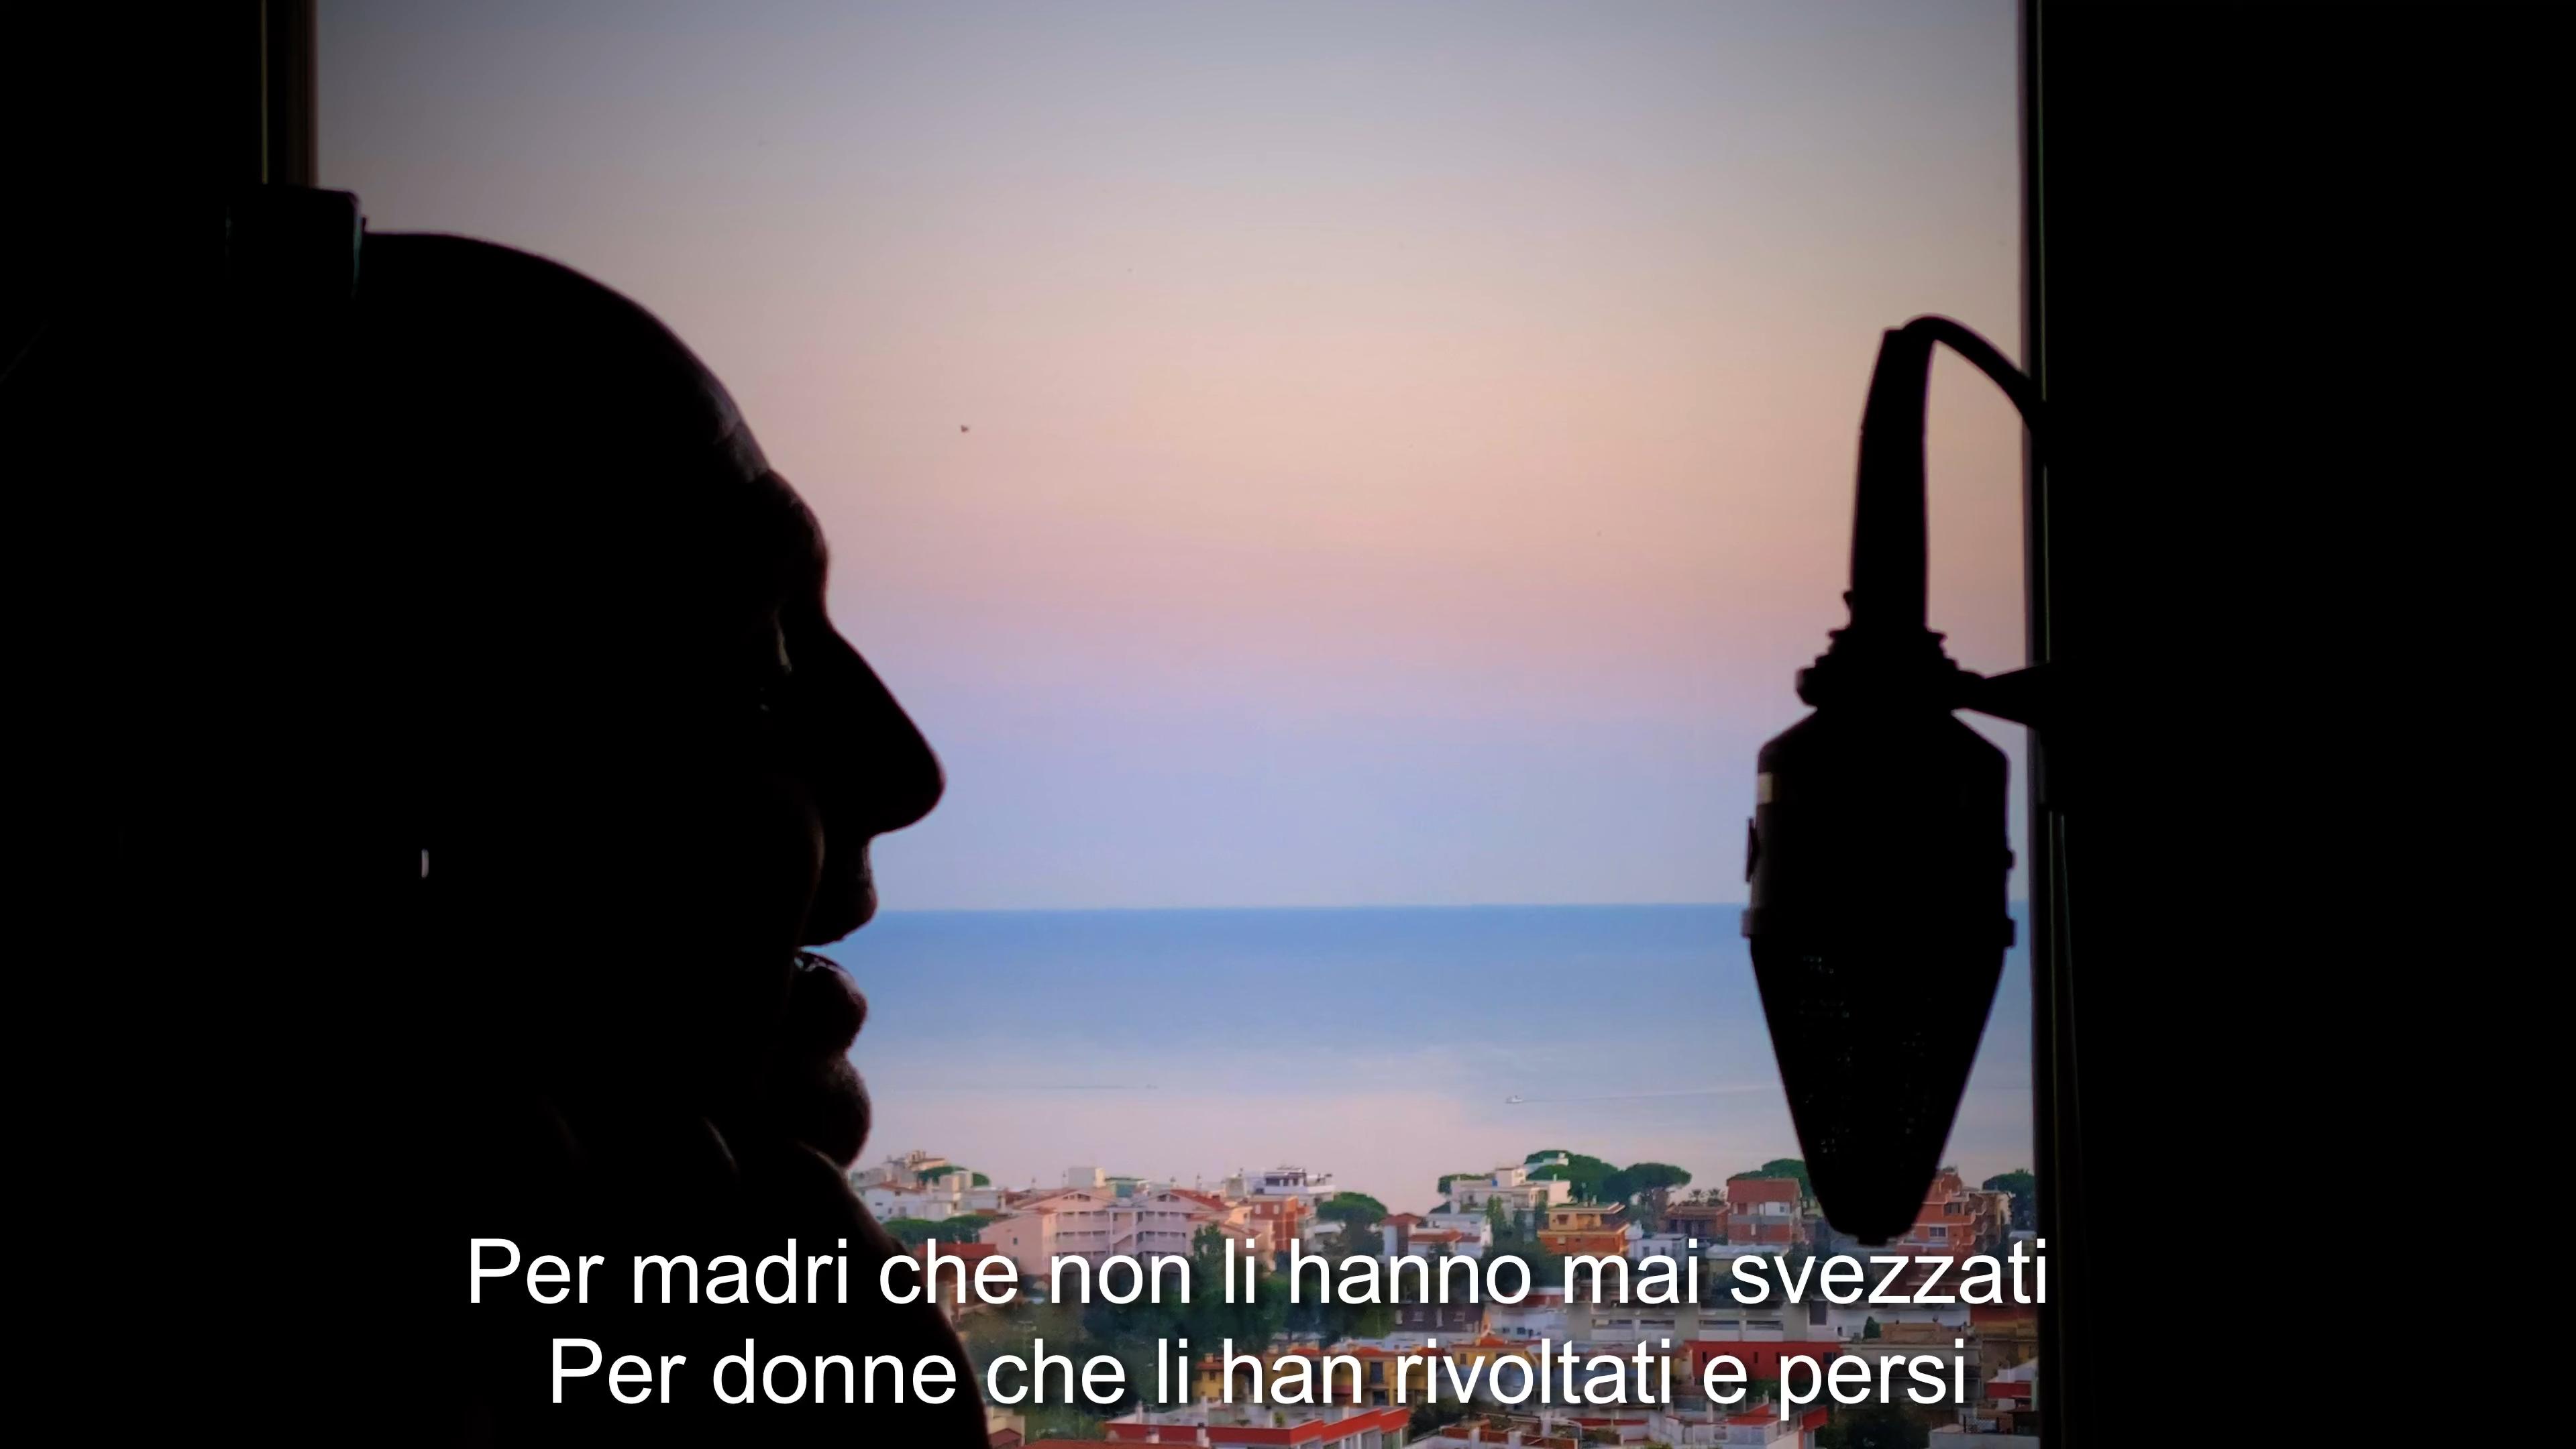 Per madri che non li hanno mai svezzati
Per donne che li han rivoltati e persi